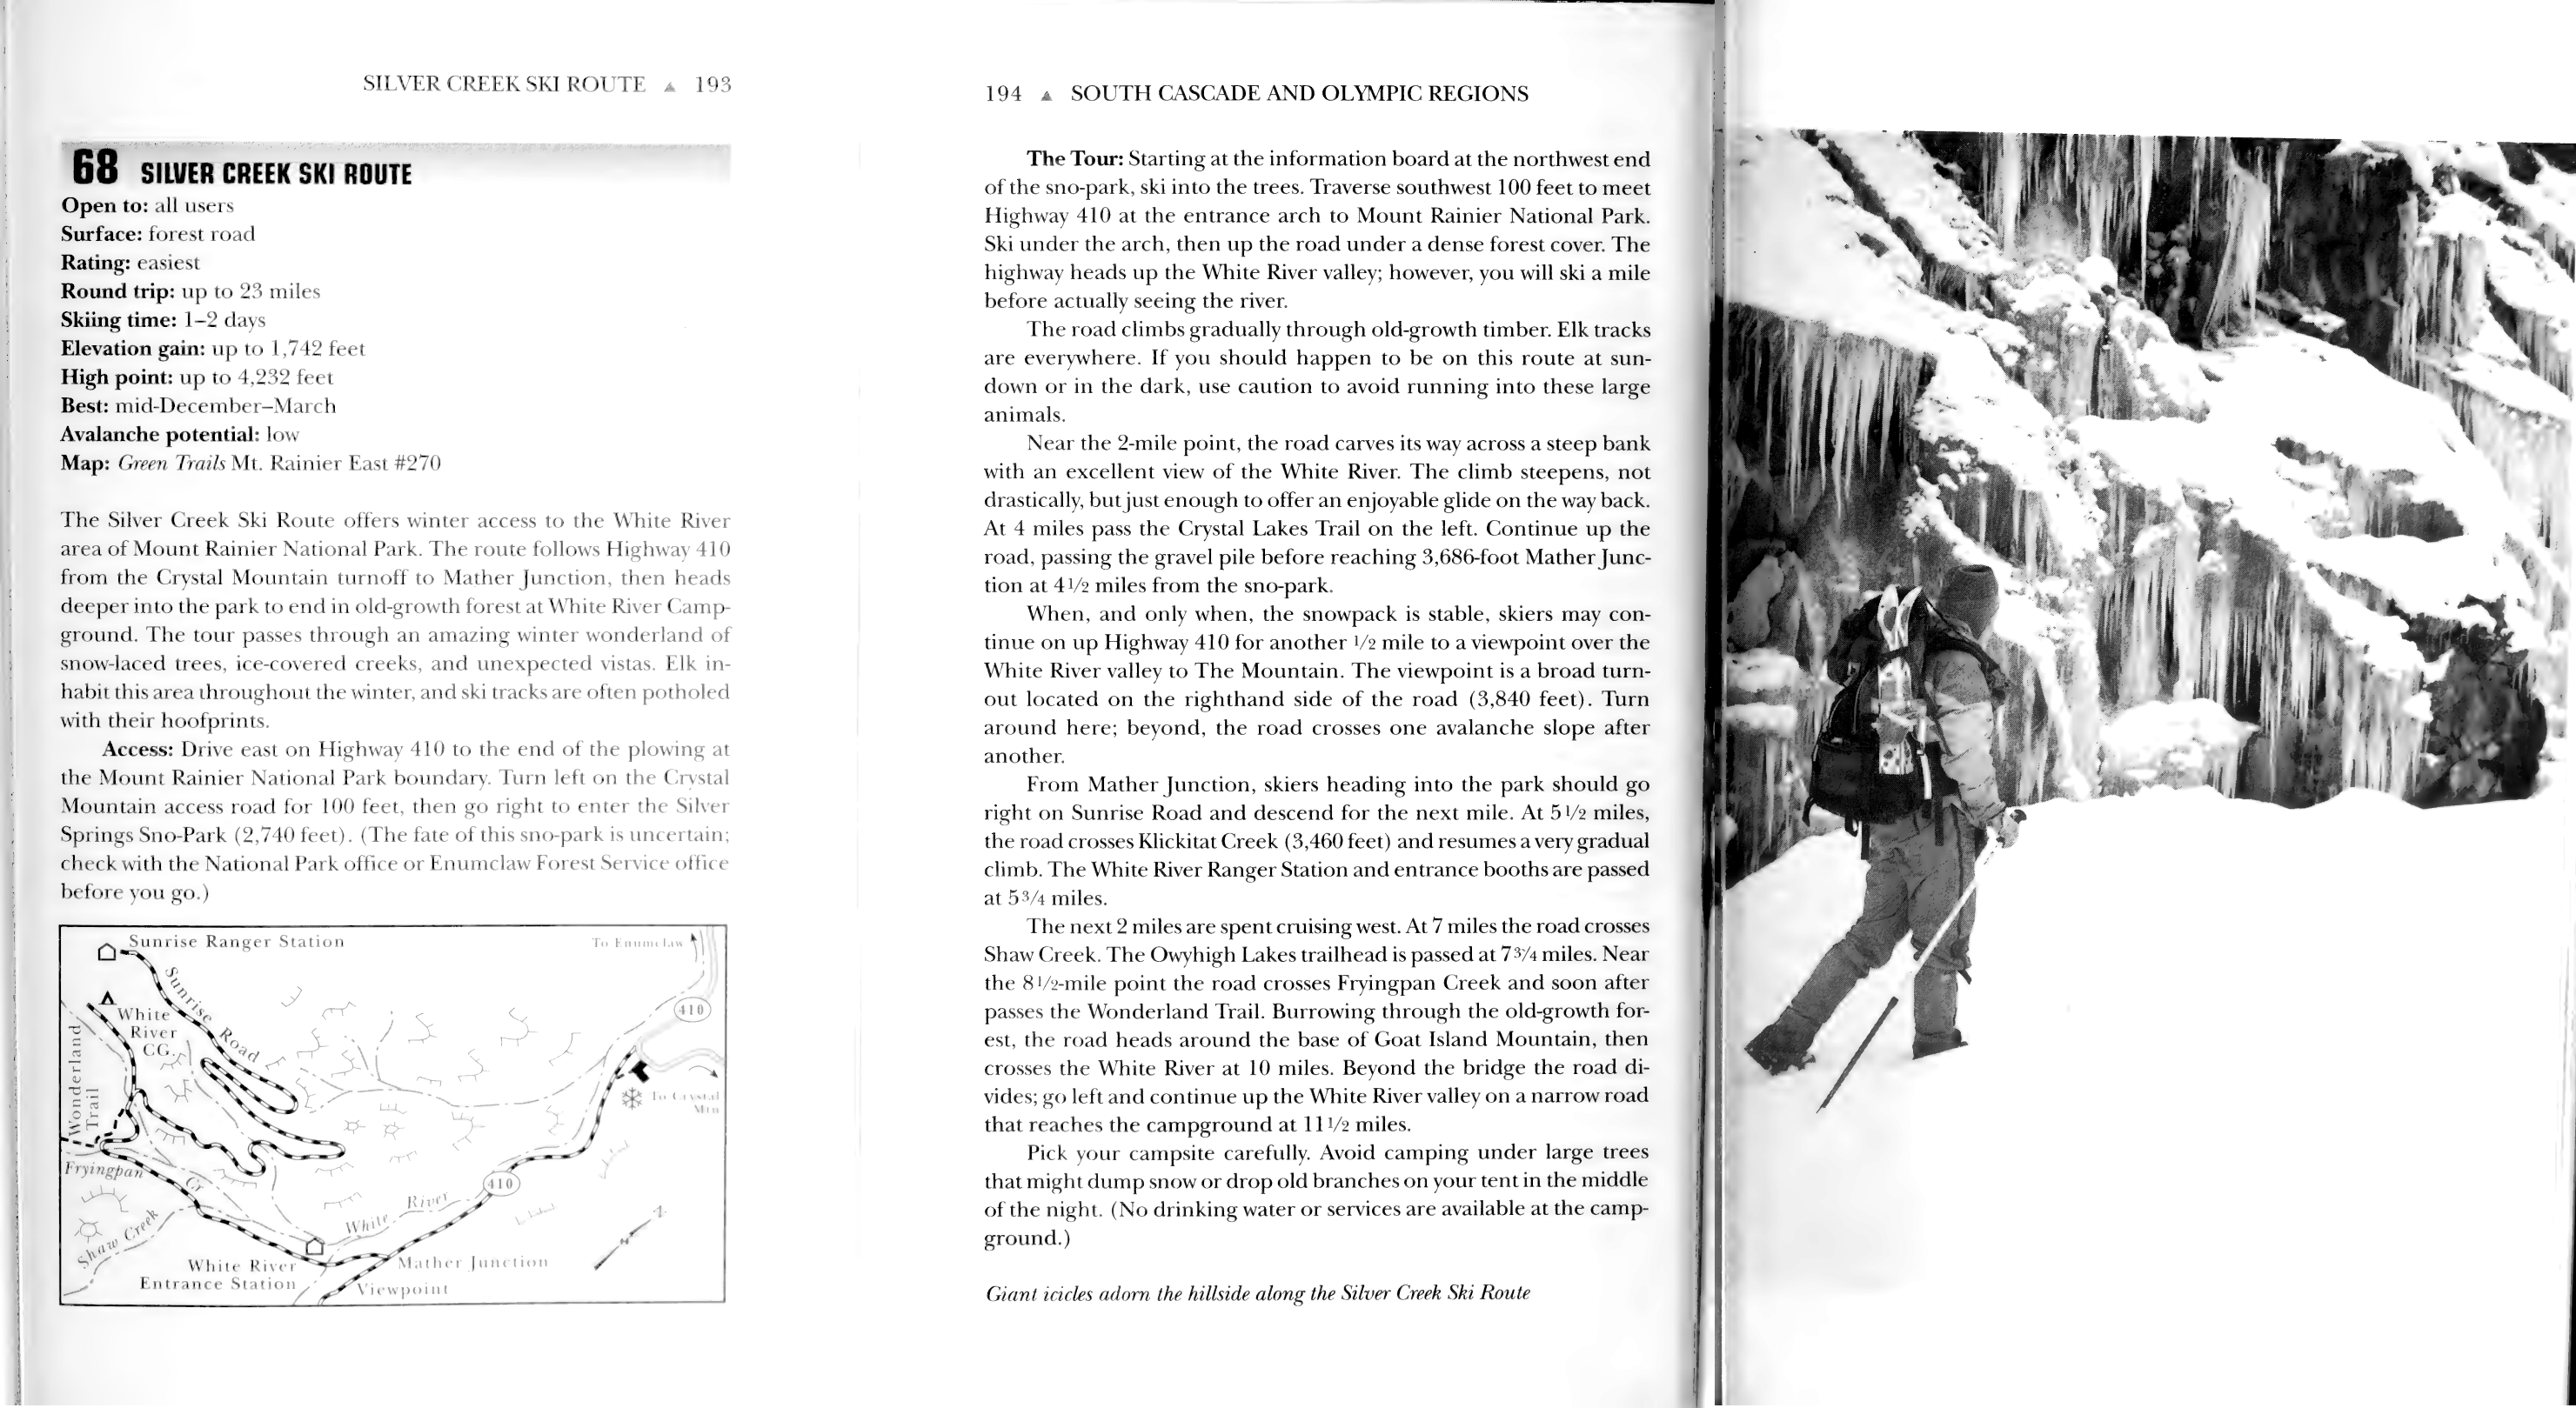 SILVER CREEK SKI ROUTE ▲ 193
68 SILVER CREEK SKI ROUTE
Open to: all users
Surface: forest road
Rating: easiest
Round trip: up to 23 miles
Skiing time: 1–2 days
Elevation gain: up to 1,742 feet
High point: up to 4,232 feet
Best: mid-December–March
Avalanche potential: low
Map: Green Trails Mt. Rainier East #270
The Silver Creek Ski Route offers winter access to the White River
area of Mount Rainier National Park. The route follows Highway 410
from the Crystal Mountain turnoff to Mather Junction, then heads
deeper into the park to end in old-growth forest at White River Camp-
ground. The tour passes through an amazing winter wonderland of
snow-laced trees, ice-covered creeks, and unexpected vistas. Elk in-
habit this area throughout the winter, and ski tracks are often potholed
with their hoofprints.
Access: Drive east on Highway 410 to the end of the plowing at
the Mount Rainier National Park boundary. Turn left on the Crystal
Mountain access road for 100 feet, then go right to enter the Silver
Springs Sno-Park (2,740 feet). (The fate of this sno-park is uncertain;
check with the National Park office or Enumclaw Forest Service office
before you go.)
Sunrise Ranger Station
To Enumclaw
Sunrise Road
410
White
River
CG
Wonderland
Trail
To Crystal
Mtn
Fryingpan Cr
410
White River
Shaw Creek
White River
Entrance Station
Mather Junction
Viewpoint
194 ▲ SOUTH CASCADE AND OLYMPIC REGIONS
The Tour: Starting at the information board at the northwest end
of the sno-park, ski into the trees. Traverse southwest 100 feet to meet
Highway 410 at the entrance arch to Mount Rainier National Park.
Ski under the arch, then up the road under a dense forest cover. The
highway heads up the White River valley; however, you will ski a mile
before actually seeing the river.
The road climbs gradually through old-growth timber. Elk tracks
are everywhere. If you should happen to be on this route at sun-
down or in the dark, use caution to avoid running into these large
animals.
Near the 2-mile point, the road carves its way across a steep bank
with an excellent view of the White River. The climb steepens, not
drastically, but just enough to offer an enjoyable glide on the way back.
At 4 miles pass the Crystal Lakes Trail on the left. Continue up the
road, passing the gravel pile before reaching 3,686-foot Mather Junc-
tion at 4 1/2 miles from the sno-park.
When, and only when, the snowpack is stable, skiers may con-
tinue on up Highway 410 for another 1/2 mile to a viewpoint over the
White River valley to The Mountain. The viewpoint is a broad turn-
out located on the righthand side of the road (3,840 feet). Turn
around here; beyond, the road crosses one avalanche slope after
another.
From Mather Junction, skiers heading into the park should go
right on Sunrise Road and descend for the next mile. At 5 1/2 miles,
the road crosses Klickitat Creek (3,460 feet) and resumes a very gradual
climb. The White River Ranger Station and entrance booths are passed
at 5 3/4 miles.
The next 2 miles are spent cruising west. At 7 miles the road crosses
Shaw Creek. The Owyhigh Lakes trailhead is passed at 7 3/4 miles. Near
the 8 1/2-mile point the road crosses Fryingpan Creek and soon after
passes the Wonderland Trail. Burrowing through the old-growth for-
est, the road heads around the base of Goat Island Mountain, then
crosses the White River at 10 miles. Beyond the bridge the road di-
vides; go left and continue up the White River valley on a narrow road
that reaches the campground at 11 1/2 miles.
Pick your campsite carefully. Avoid camping under large trees
that might dump snow or drop old branches on your tent in the middle
of the night. (No drinking water or services are available at the camp-
ground.)
Giant icicles adorn the hillside along the Silver Creek Ski Route